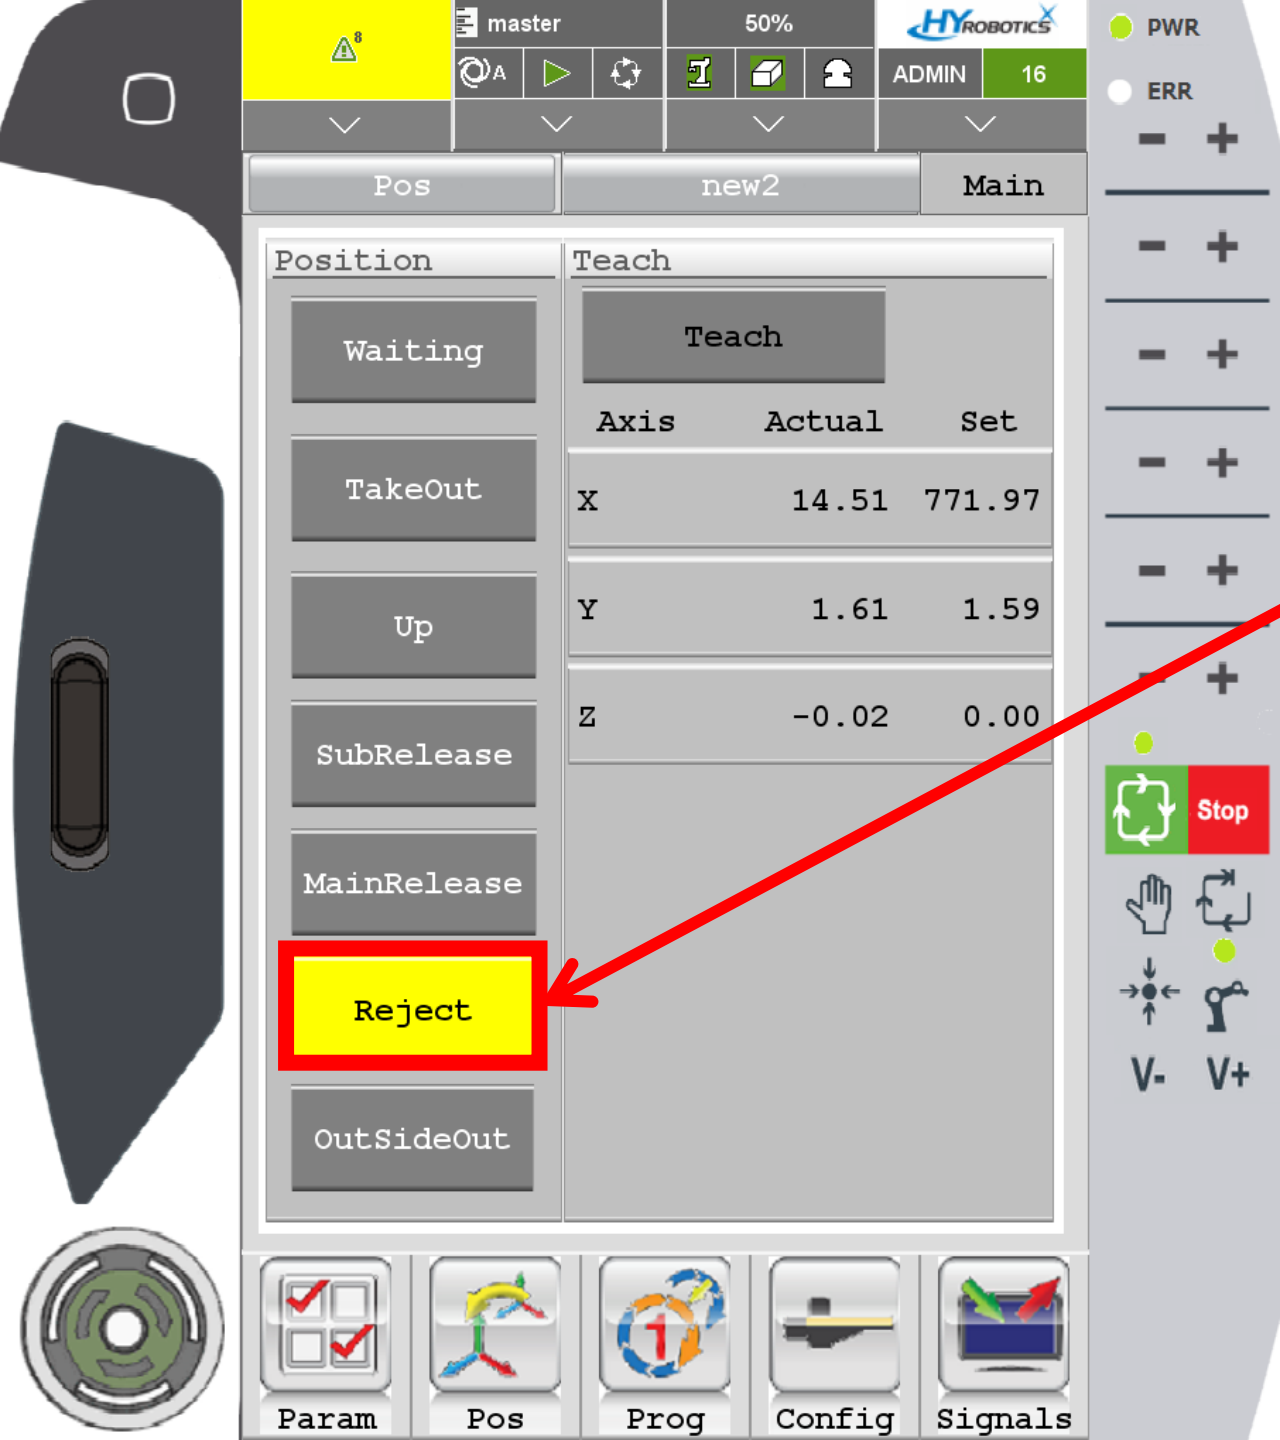 8
master
50%
HYROBOTICS
PWR
A
ADMIN
16
ERR
- +
Pos
new2
Main
- +
Position
Teach
Waiting
Teach
- +
Axis Actual Set
TakeOut
X 14.51 771.97
- +
Up
Y 1.61 1.59
- +
- +
SubRelease
Z -0.02 0.00
Stop
MainRelease
Reject
V- V+
OutSideOut
1
Param
Pos
Prog
Config
Signals